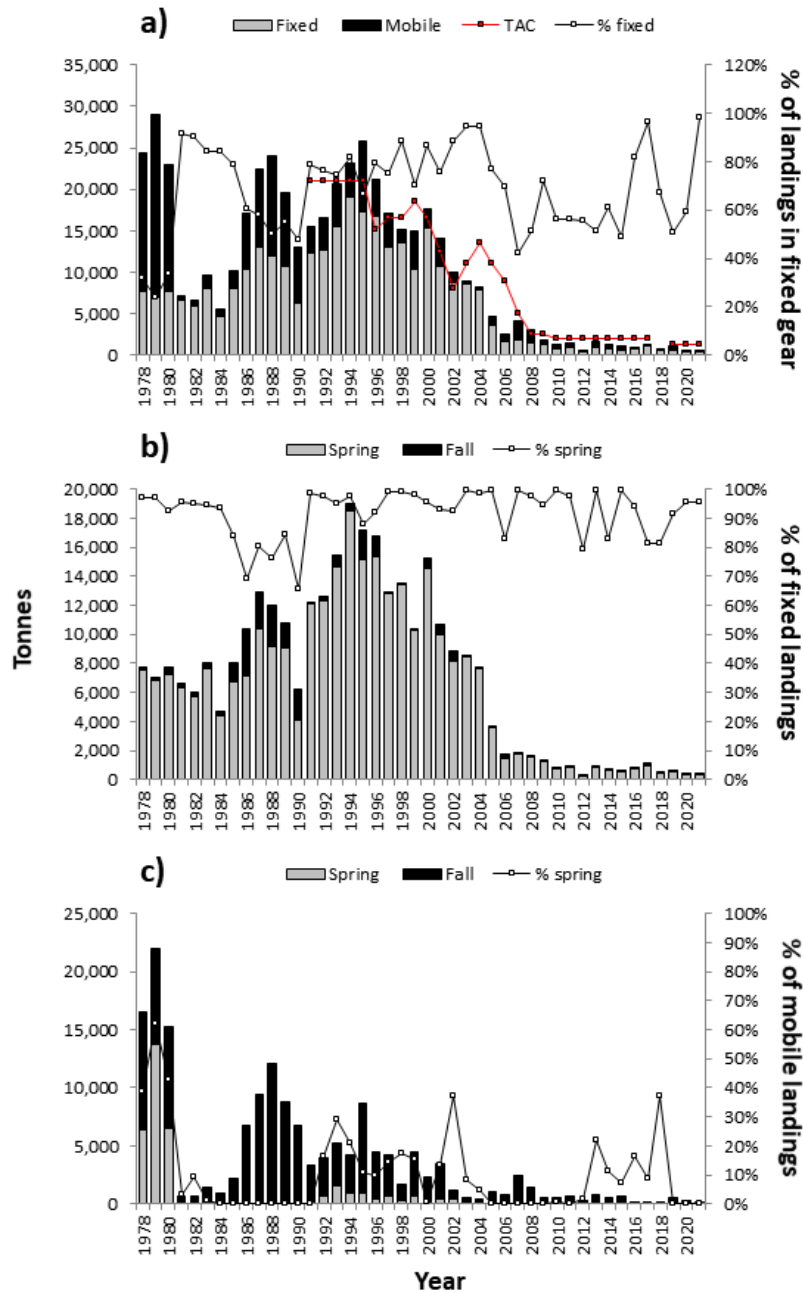 a)
Fixed Mobile TAC % fixed
35,000 120%
30,000 100%
25,000 80%
20,000
15,000 60%
10,000 40%
5,000 20%
0 0%
% of landings in fixed gear
1978 1980 1982 1984 1986 1988 1990 1992 1994 1996 1998 2000 2002 2004 2006 2008 2010 2012 2014 2016 2018 2020
b)
Spring Fall % spring
20,000 100%
18,000 90%
16,000 80%
14,000 70%
12,000 60%
10,000 50%
8,000 40%
6,000 30%
4,000 20%
2,000 10%
0 0%
Tonnes
% of fixed landings
1978 1980 1982 1984 1986 1988 1990 1992 1994 1996 1998 2000 2002 2004 2006 2008 2010 2012 2014 2016 2018 2020
c)
Spring Fall % spring
25,000 100%
90%
20,000 80%
70%
15,000 60%
50%
10,000 40%
30%
5,000 20%
10%
0 0%
% of mobile landings
1978 1980 1982 1984 1986 1988 1990 1992 1994 1996 1998 2000 2002 2004 2006 2008 2010 2012 2014 2016 2018 2020
Year